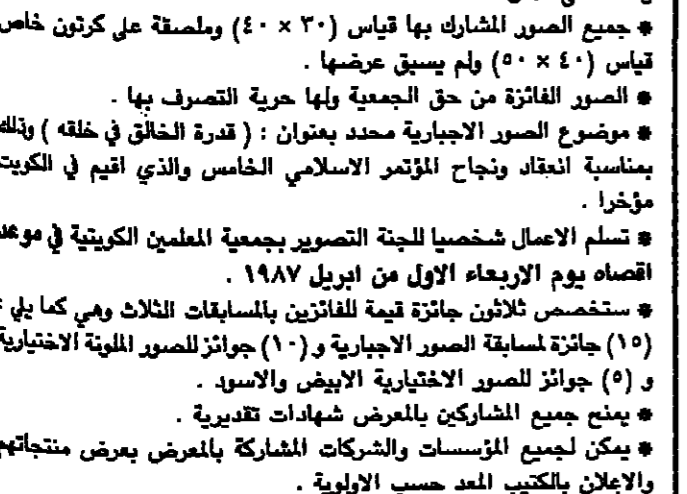 * جميع الصور المشارك بها قياس (٣٠ × ٤٠) وملصقة على كرتون خاص
قياس (٤٠ × ٥٠) ولم يسبق عرضها .
* الصور الفائزة من حق الجمعية ولها حرية التصرف بها .
* موضوع الصور الاجبارية محدد بعنوان : ( قدرة الخالق في خلقه ) وذلك
بمناسبة انعقاد ونجاح المؤتمر الاسلامي الخامس والذي اقيم في الكويت
مؤخرا .
* تسلم الاعمال شخصيا للجنة التصوير بجمعية المعلمين الكويتية في موعد
اقصاه يوم الاربعاء الاول من ابريل ١٩٨٧ .
* ستخصص ثلاثون جائزة قيمة للفائزين بالمسابقات الثلاث وهي كما يلي :
(١٥) جائزة لمسابقة الصور الاجبارية و (١٠) جوائز للصور الملونة الاختيارية
و (٥) جوائز للصور الاختيارية الابيض والاسود .
* يمنح جميع المشاركين بالمعرض شهادات تقديرية .
* يمكن لجميع المؤسسات والشركات المشاركة بالمعرض بعرض منتجاتهم
والاعلان بالكتيب المعد حسب الاولوية .